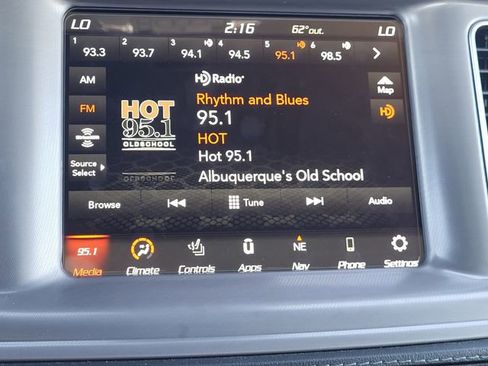 LO 2:16 62°out. LO
1 2 3 4 5 6
93.3 93.7 94.1 94.5 95.1 98.5
AM
HD Radio
Map
FM
Rhythm and Blues
95.1
HD
HOT
95.1
OLDSCHOOL
HOT
Hot 95.1
Source
Select
Albuquerque's Old School
Browse Tune Audio
95.1 NE
Media Climate Controls Apps Nav Phone Settings